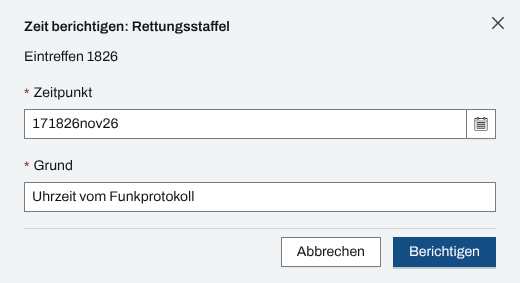 Zeit berichtigen: Rettungsstaffel
Eintreffen 1826
* Zeitpunkt
171826nov26
* Grund
Uhrzeit vom Funkprotokoll
Abbrechen
Berichtigen